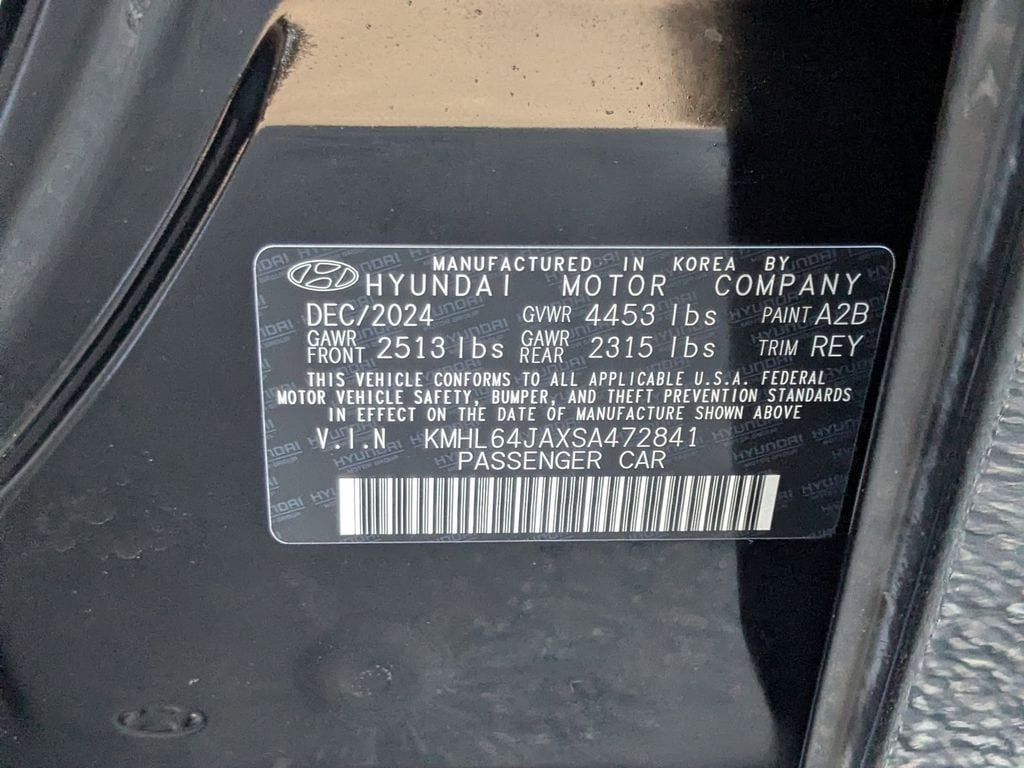 MANUFACTURED IN KOREA BY
HYUNDAI MOTOR COMPANY
DEC/2024 GVWR 4453 lbs PAINT A2B
GAWR FRONT 2513 lbs GAWR REAR 2315 lbs TRIM REY
THIS VEHICLE CONFORMS TO ALL APPLICABLE U.S.A. FEDERAL
MOTOR VEHICLE SAFETY, BUMPER, AND THEFT PREVENTION STANDARDS
IN EFFECT ON THE DATE OF MANUFACTURE SHOWN ABOVE
V.I.N KMHL64JAXSA472841
PASSENGER CAR